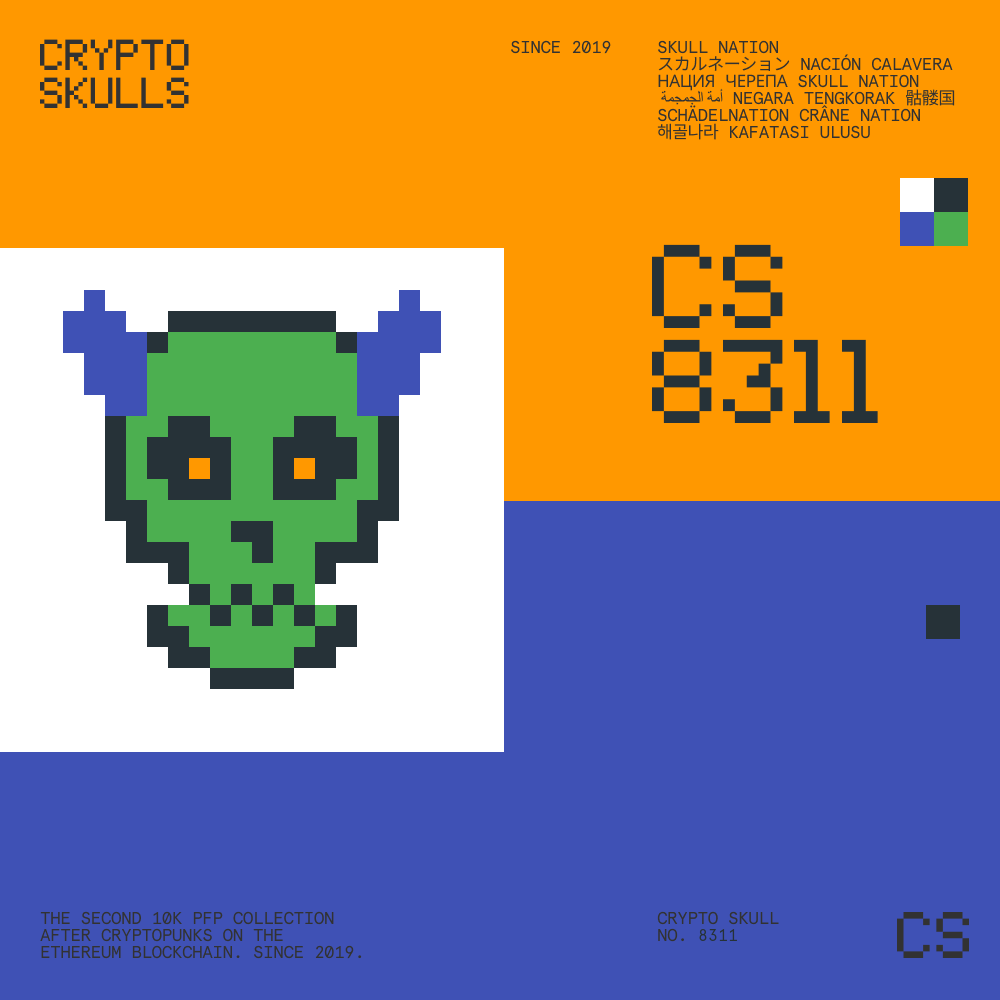 CRYPTO
SKULLS
SINCE 2019
SKULL NATION
スカルネーション NACIÓN CALAVERA
НАЦИЯ ЧЕРЕПА SKULL NATION
أمة الجمجمة NEGARA TENGKORAK 骷髅国
SCHÄDELNATION CRÂNE NATION
해골나라 KAFATASI ULUSU
CS
8311
THE SECOND 10K PFP COLLECTION
AFTER CRYPTOPUNKS ON THE
ETHEREUM BLOCKCHAIN. SINCE 2019.
CRYPTO SKULL
NO. 8311
CS